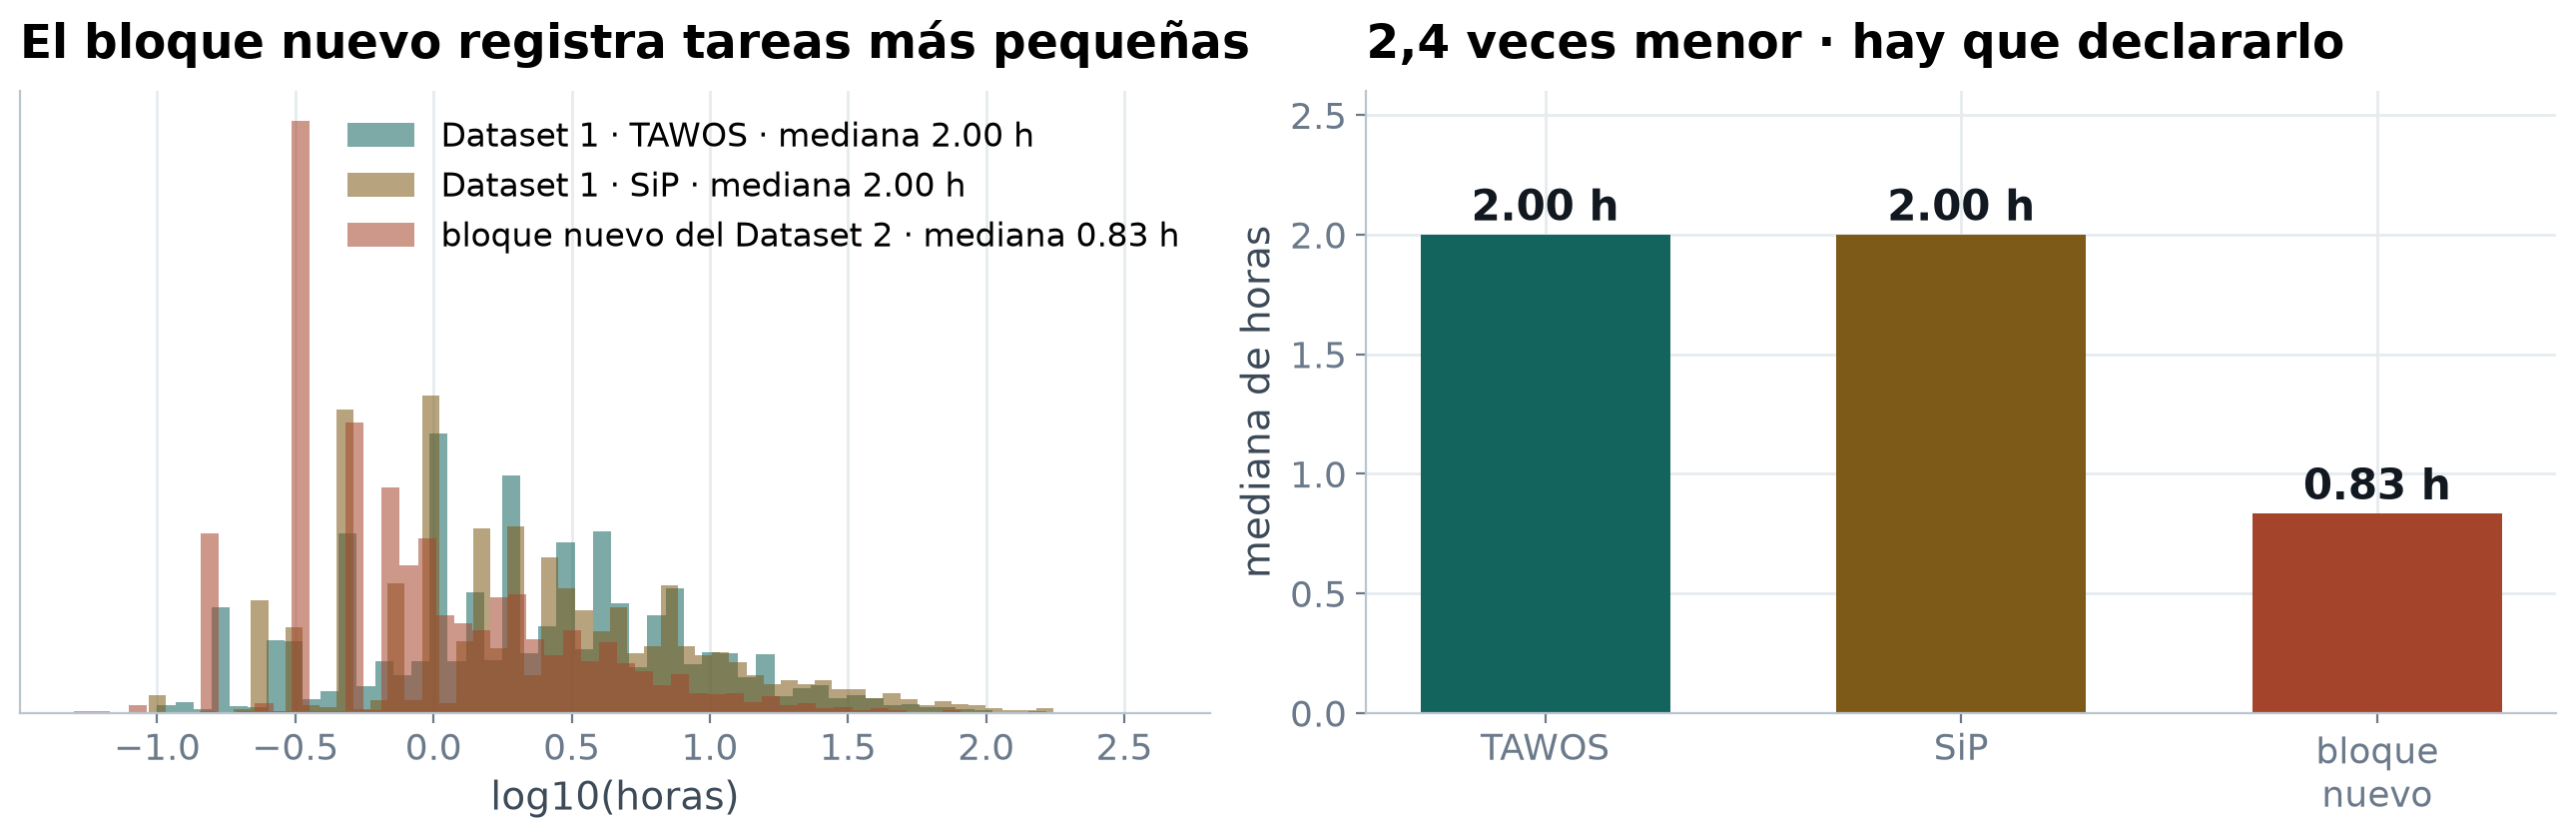 El bloque nuevo registra tareas más pequeñas
Dataset 1 · TAWOS · mediana 2.00 h
Dataset 1 · SiP · mediana 2.00 h
bloque nuevo del Dataset 2 · mediana 0.83 h
−1.0 −0.5 0.0 0.5 1.0 1.5 2.0 2.5
log10(horas)
2,4 veces menor · hay que declararlo
mediana de horas
2.5
2.0
1.5
1.0
0.5
0.0
2.00 h
2.00 h
0.83 h
TAWOS
SiP
bloque
nuevo